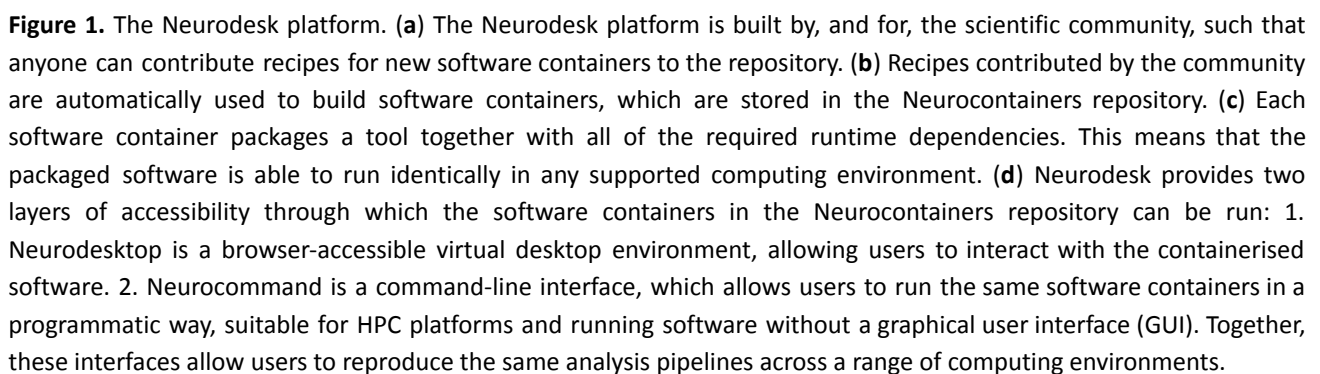 Figure 1. The Neurodesk platform. (a) The Neurodesk platform is built by, and for, the scientific community, such that
anyone can contribute recipes for new software containers to the repository. (b) Recipes contributed by the community
are automatically used to build software containers, which are stored in the Neurocontainers repository. (c) Each
software container packages a tool together with all of the required runtime dependencies. This means that the
packaged software is able to run identically in any supported computing environment. (d) Neurodesk provides two
layers of accessibility through which the software containers in the Neurocontainers repository can be run: 1.
Neurodesktop is a browser-accessible virtual desktop environment, allowing users to interact with the containerised
software. 2. Neurocommand is a command-line interface, which allows users to run the same software containers in a
programmatic way, suitable for HPC platforms and running software without a graphical user interface (GUI). Together,
these interfaces allow users to reproduce the same analysis pipelines across a range of computing environments.